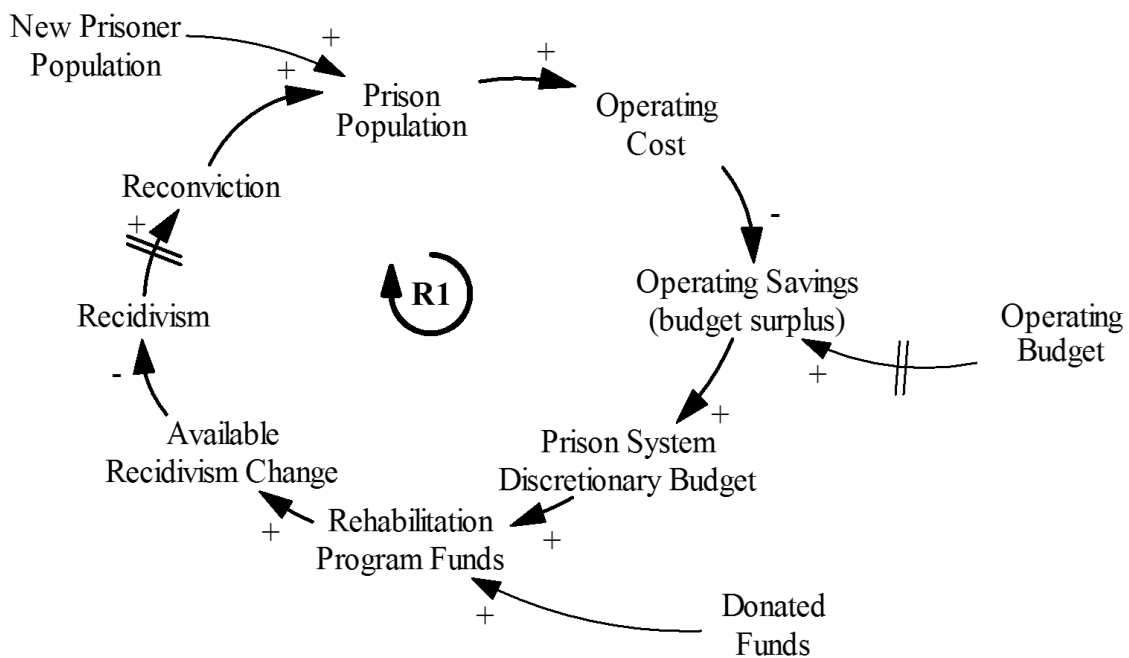 New Prisoner
Population
+
+
Prison
Population
+
Operating
Cost
-
Operating Savings
(budget surplus)
Operating
Budget
+
+
Prison System
Discretionary Budget
+
Rehabilitation
Program Funds
+
Donated
Funds
+
Available
Recidivism Change
-
Recidivism
+
Reconviction
R1